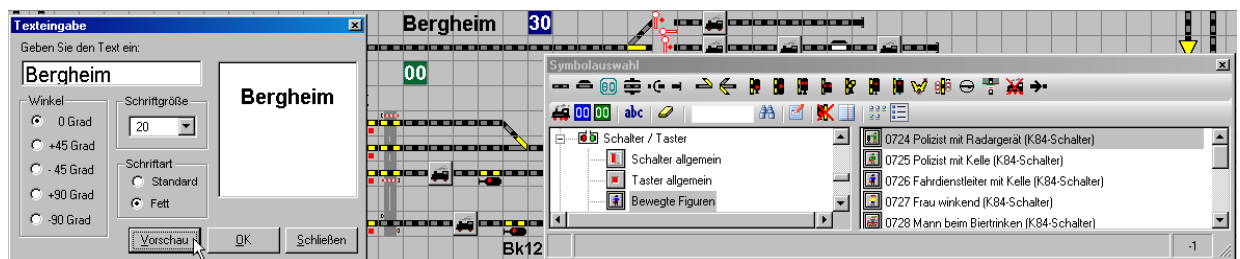 Texteingabe
Geben Sie den Text ein:
Bergheim
Winkel
0 Grad
+45 Grad
- 45 Grad
+90 Grad
-90 Grad
Schriftgröße
20
Schriftart
Standard
Fett
Bergheim
Vorschau
OK
Schließen
Bergheim
30
00
Bk12
Symbolauswahl
80
00 00 abc
Schalter / Taster
Schalter allgemein
Taster allgemein
Bewegte Figuren
0724 Polizist mit Radargerät (K84-Schalter)
0725 Polizist mit Kelle (K84-Schalter)
0726 Fahrdienstleiter mit Kelle (K84-Schalter)
0727 Frau winkend (K84-Schalter)
0728 Mann beim Biertrinken (K84-Schalter)
-1